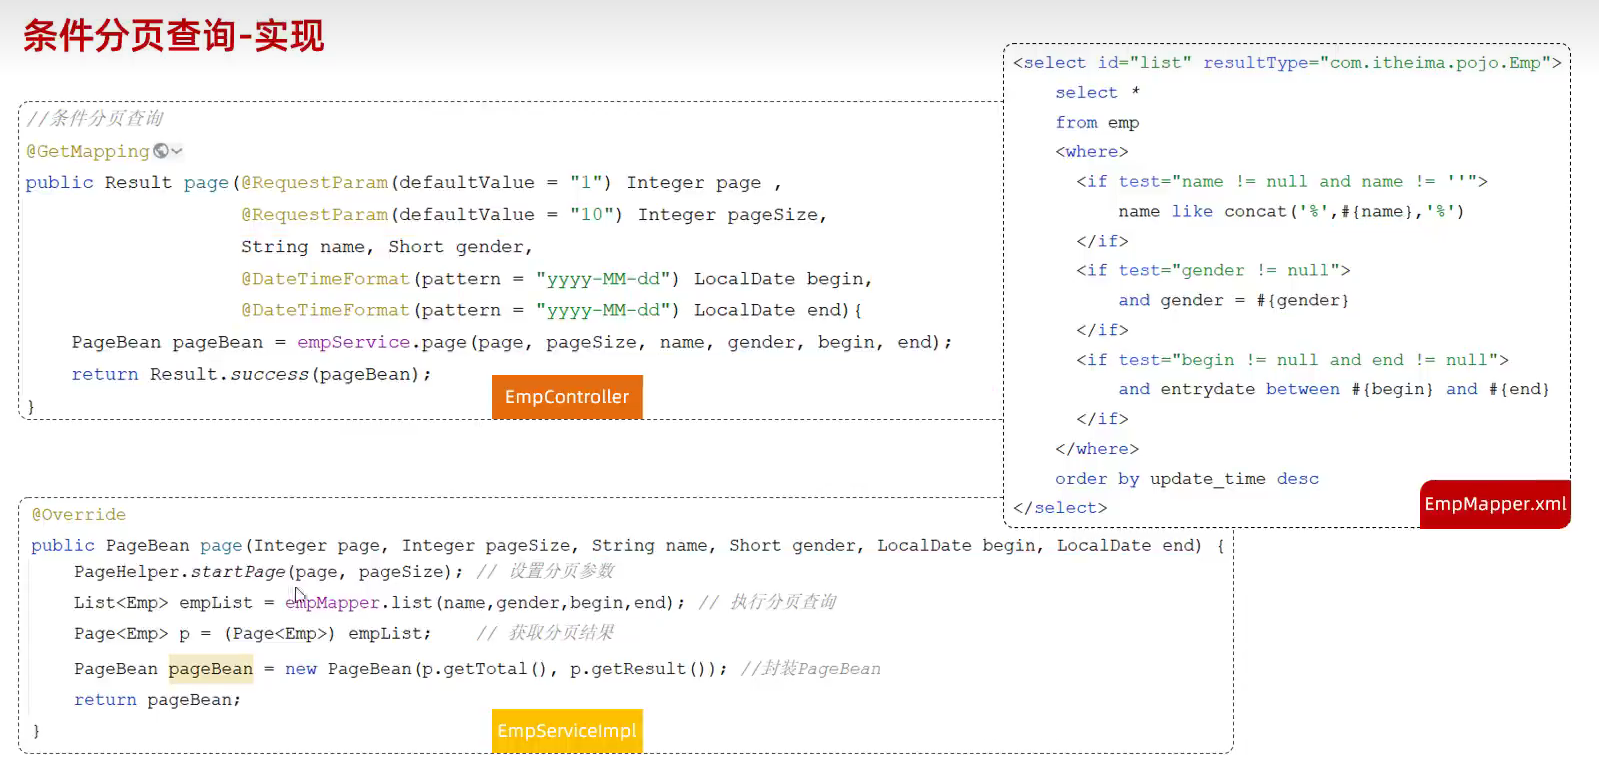 条件分页查询-实现
//条件分页查询
@GetMapping
public Result page(@RequestParam(defaultValue = "1") Integer page ,
@RequestParam(defaultValue = "10") Integer pageSize,
String name, Short gender,
@DateTimeFormat(pattern = "yyyy-MM-dd") LocalDate begin,
@DateTimeFormat(pattern = "yyyy-MM-dd") LocalDate end){
PageBean pageBean = empService.page(page, pageSize, name, gender, begin, end);
return Result.success(pageBean);
}
EmpController
<select id="list" resultType="com.itheima.pojo.Emp">
select *
from emp
<where>
<if test="name != null and name != ''">
name like concat('%',#{name},'%')
</if>
<if test="gender != null">
and gender = #{gender}
</if>
<if test="begin != null and end != null">
and entrydate between #{begin} and #{end}
</if>
</where>
order by update_time desc
</select>
EmpMapper.xml
@Override
public PageBean page(Integer page, Integer pageSize, String name, Short gender, LocalDate begin, LocalDate end) {
PageHelper.startPage(page, pageSize); // 设置分页参数
List<Emp> empList = empMapper.list(name,gender,begin,end); // 执行分页查询
Page<Emp> p = (Page<Emp>) empList; // 获取分页结果
PageBean pageBean = new PageBean(p.getTotal(), p.getResult()); //封装PageBean
return pageBean;
}
EmpServiceImpl